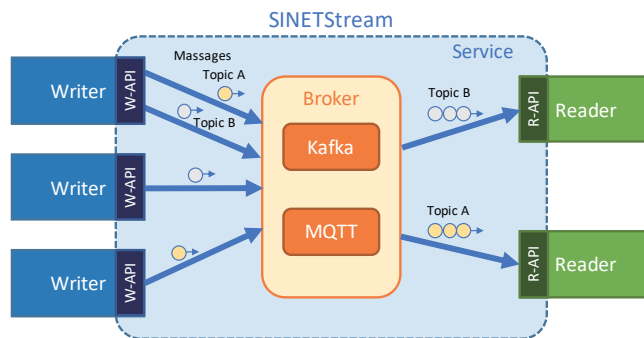 SINETStream
Service
Massages
Topic A
Topic B
Writer
W-API
Writer
W-API
Writer
W-API
Broker
Kafka
MQTT
Topic B
Topic A
R-API
Reader
R-API
Reader